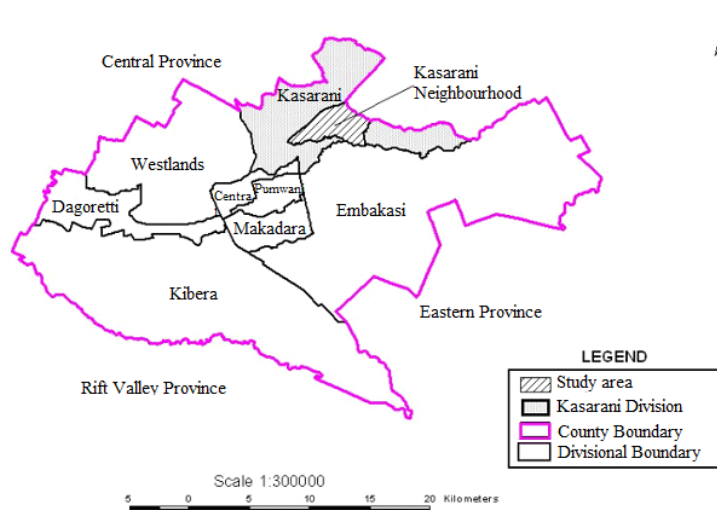 Central Province
Kasarani
Kasarani
Neighbourhood
Westlands
Pumwan
Centra
Dagoretti
Embakasi
Makadara
Kibera
Eastern Province
Rift Valley Province
LEGEND
Study area
Kasarani Division
County Boundary
Divisional Boundary
Scale 1:300000
5 0 5 10 15 20 Kilometers